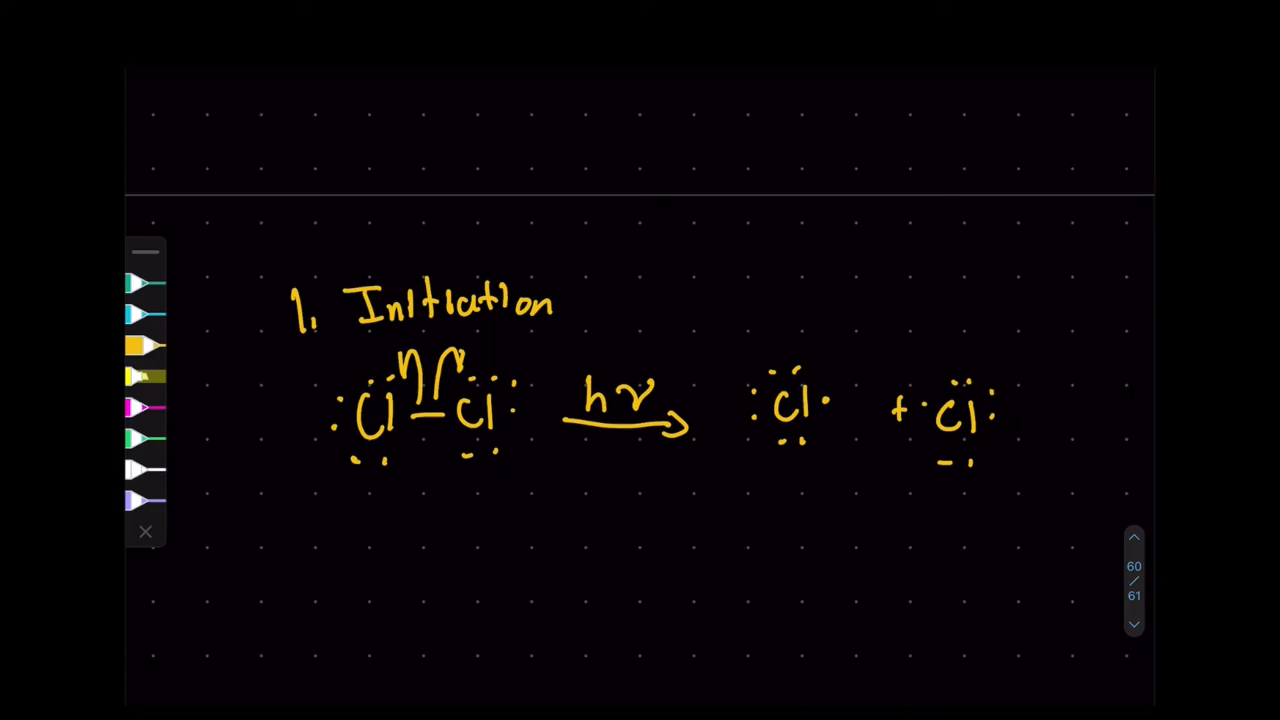 1. Initiation
:Cl–Cl: hν :Cl· + ·Cl:
60
/
61